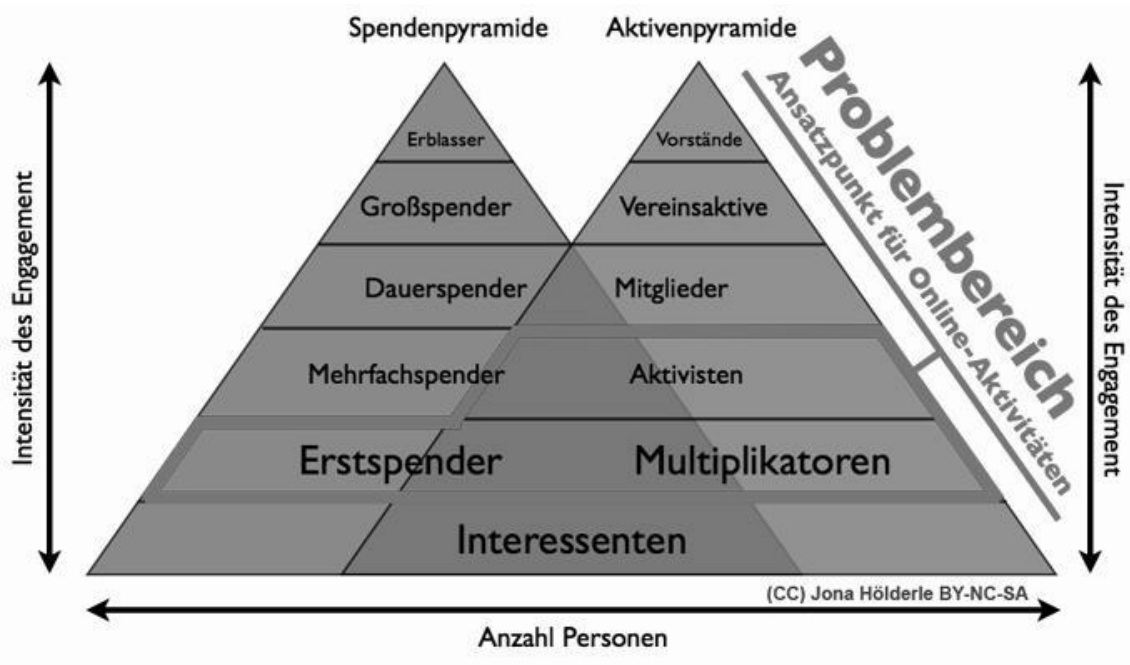 Spendenpyramide
Aktivenpyramide
Problembereich
Ansatzpunkt für Online-Aktivitäten
Intensität des Engagement
Erblasser
Vorstände
Großspender
Vereinsaktive
Dauerspender
Mitglieder
Mehrfachspender
Aktivisten
Erstspender
Multiplikatoren
Interessenten
Intensität des Engagement
(CC) Jona Hölderle BY-NC-SA
Anzahl Personen